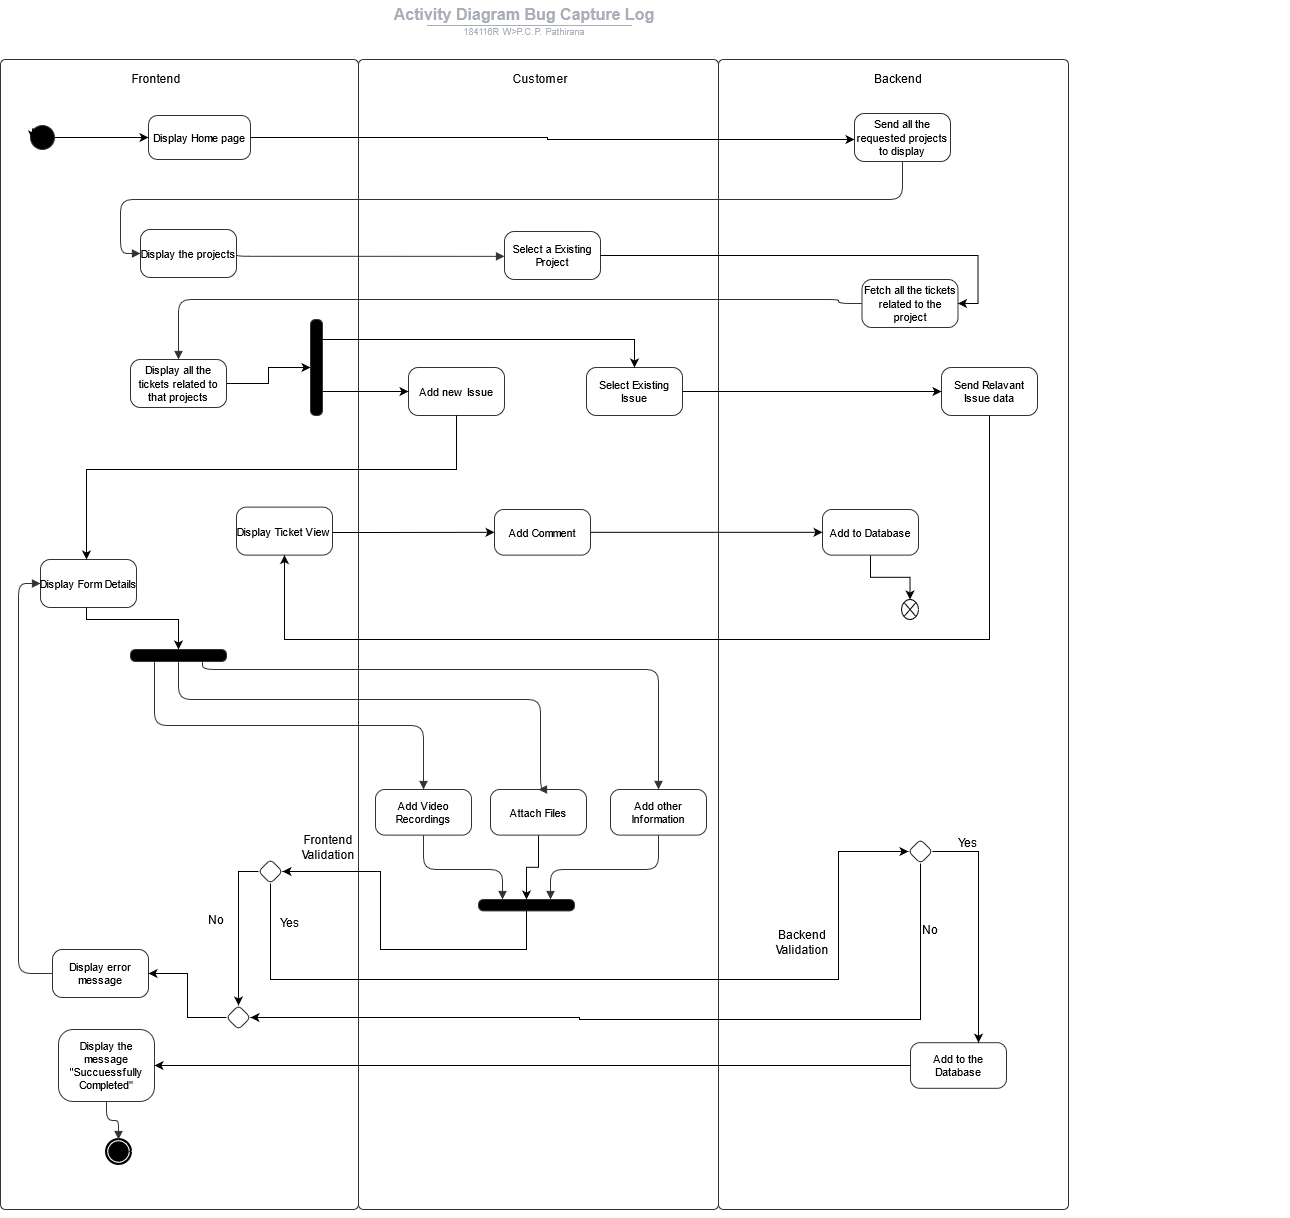 Activity Diagram Bug Capture Log
184116R W>P.C.P. Pathirana
Frontend
Customer
Backend
Display Home page
Send all the
requested projects
to display
Display the projects
Select a Existing
Project
Fetch all the tickets
related to the
project
Display all the
tickets related to
that projects
Add new Issue
Select Existing
Issue
Send Relavant
Issue data
Display Ticket View
Add Comment
Add to Database
Display Form Details
Add Video
Recordings
Attach Files
Add other
Information
Frontend
Validation
Yes
No
Yes
Backend
Validation
No
Display error
message
Display the
message
"Succuessfully
Completed"
Add to the
Database